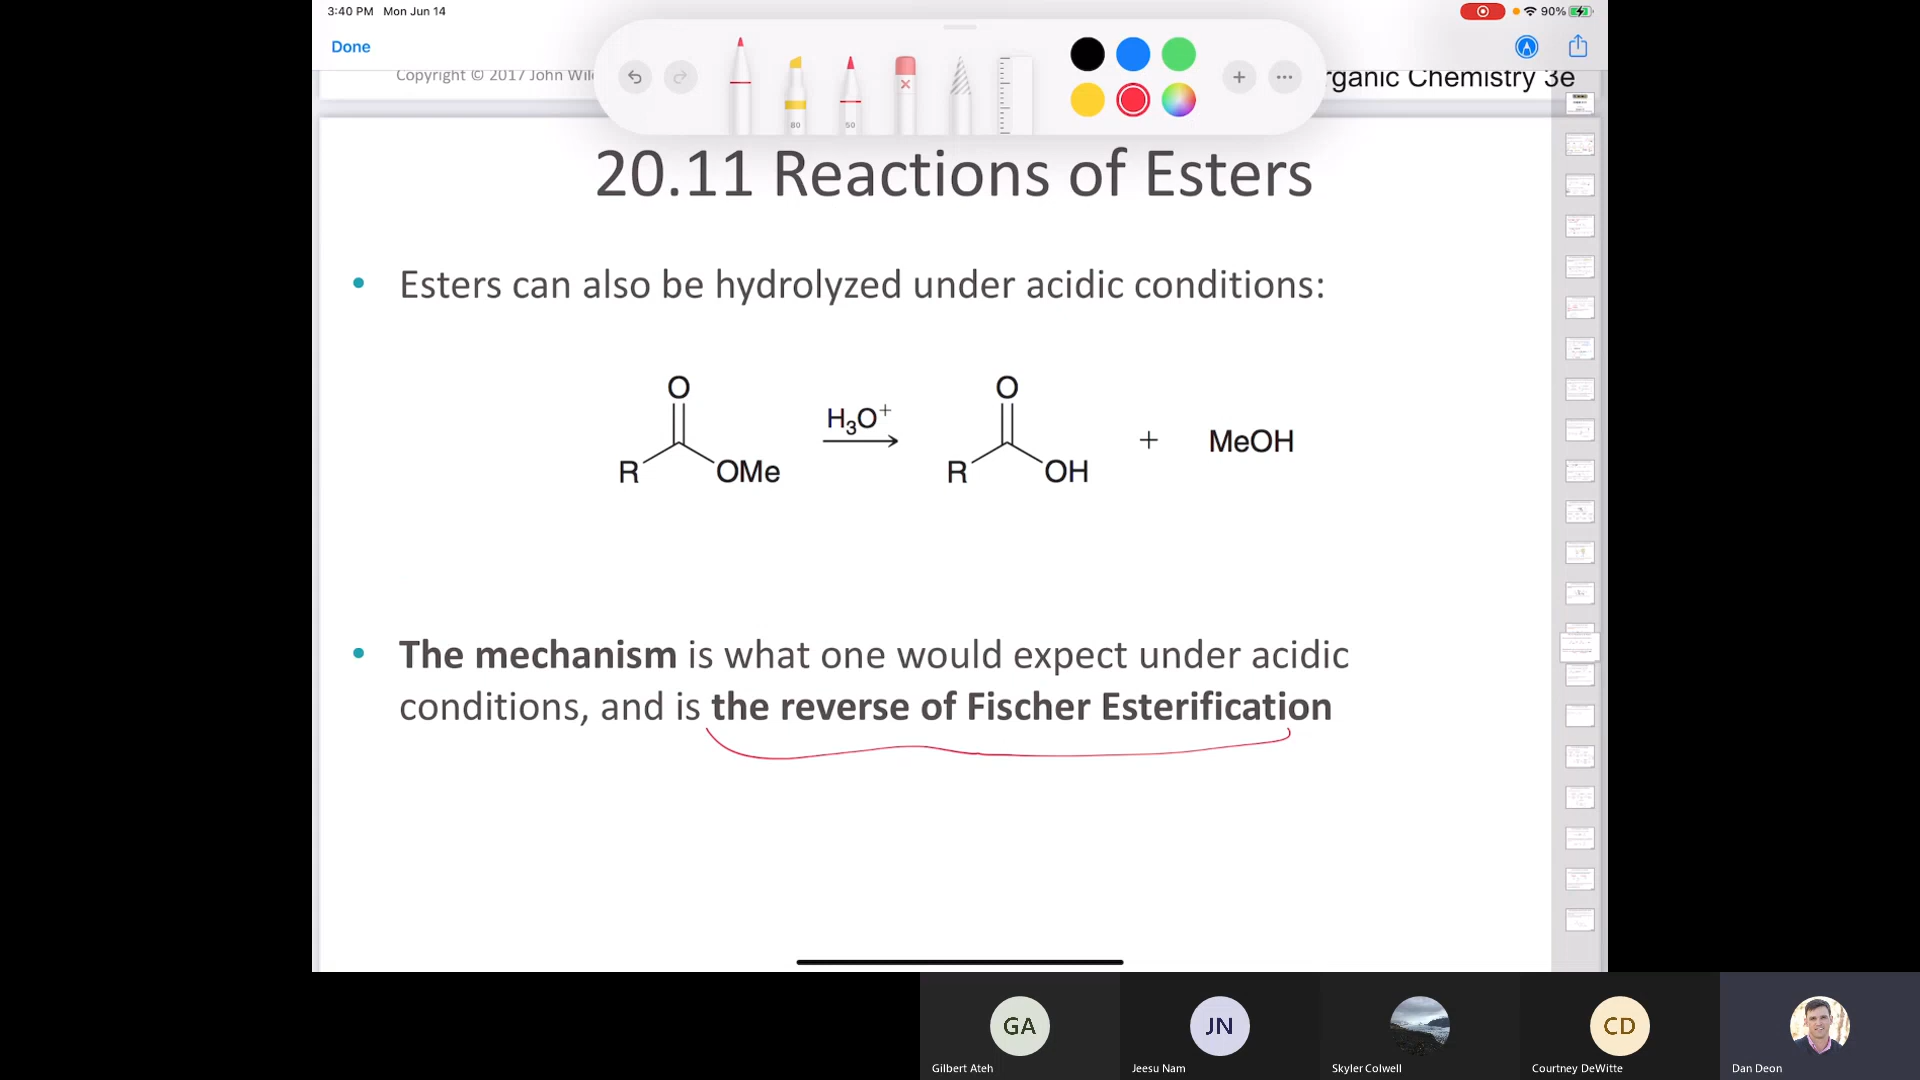 3:40 PM Mon Jun 14
90%
Done
Copyright © 2017 John Wil
rganic Chemistry 3e
80
50
20.11 Reactions of Esters
• Esters can also be hydrolyzed under acidic conditions:
O
R
OMe
H₃O⁺
O
R
OH
+
MeOH
• The mechanism is what one would expect under acidic
conditions, and is the reverse of Fischer Esterification
GA
JN
CD
Gilbert Ateh
Jeesu Nam
Skyler Colwell
Courtney DeWitte
Dan Deon